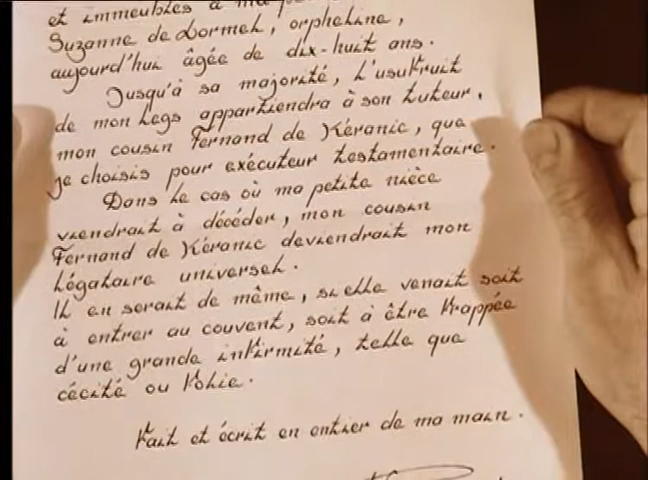 et immeubles à ma
Suzanne de Dormel, orpheline,
aujourd'hui âgée de dix-huit ans.
Jusqu'à sa majorité, l'usufruit
de mon legs appartiendra à son tuteur,
mon cousin Fernand de Kéranic, que
je choisis pour exécuteur testamentaire.
Dans le cas où ma petite nièce
viendrait à décéder, mon cousin
Fernand de Kéranic deviendrait mon
légataire universel.
Il en serait de même, si elle venait soit
à entrer au couvent, soit à être frappée
d'une grande infirmité, telle que
cécité ou folie.
Fait et écrit en entier de ma main.